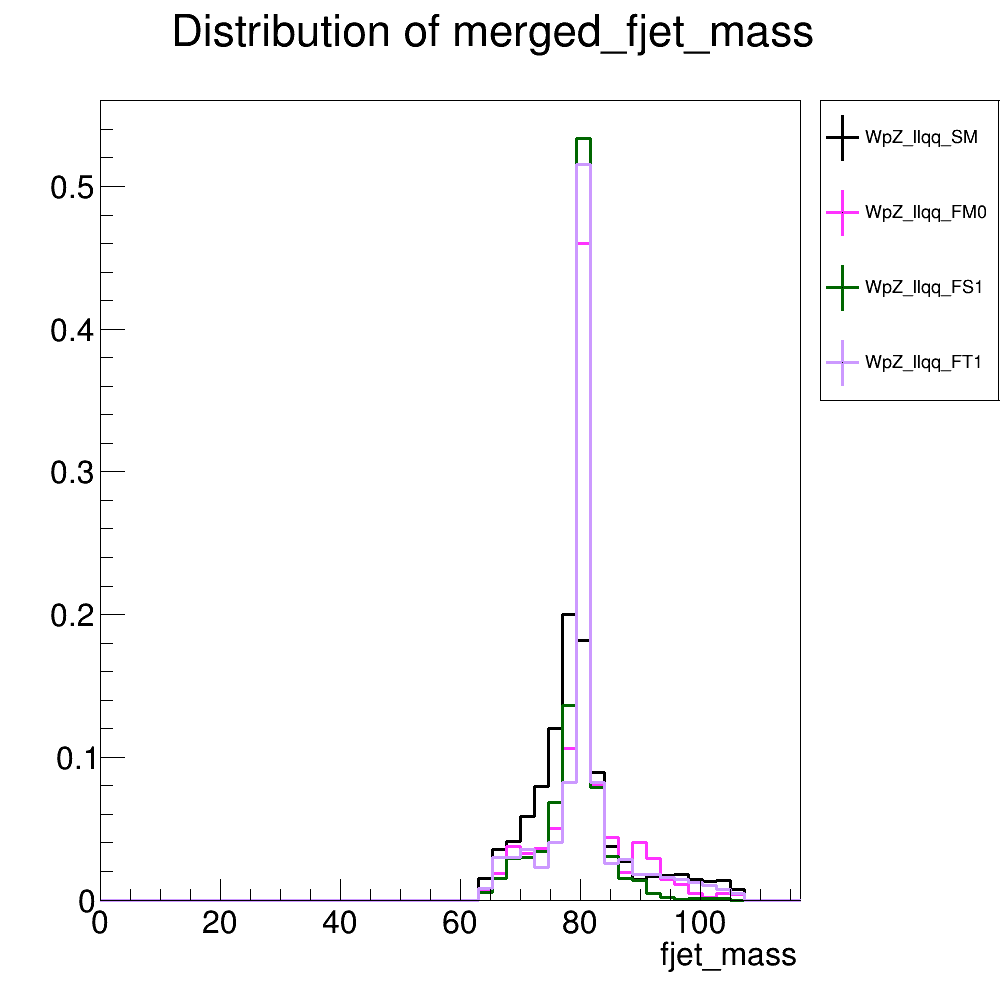 Distribution of merged_fjet_mass
WpZ_llqq_SM
WpZ_llqq_FM0
WpZ_llqq_FS1
WpZ_llqq_FT1
0.5
0.4
0.3
0.2
0.1
0
0 20 40 60 80 100
fjet_mass